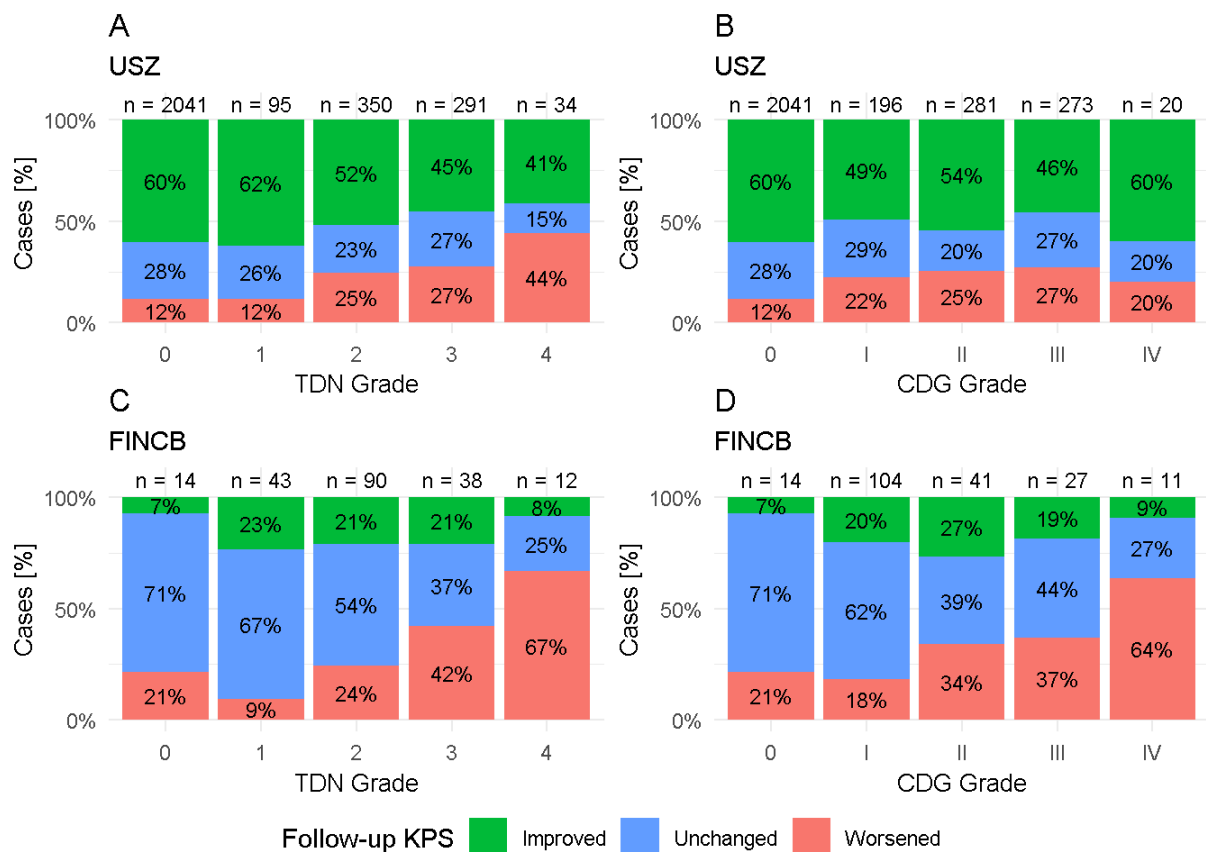 A
USZ
n = 2041 n = 95 n = 350 n = 291 n = 34
100%
50%
0%
Cases [%]
60% 62% 52% 45% 41%
28% 26% 23% 27% 15%
12% 12% 25% 27% 44%
0 1 2 3 4
TDN Grade
B
USZ
n = 2041 n = 196 n = 281 n = 273 n = 20
100%
50%
0%
Cases [%]
60% 49% 54% 46% 60%
28% 29% 20% 27% 20%
12% 22% 25% 27% 20%
0 I II III IV
CDG Grade
C
FINCB
n = 14 n = 43 n = 90 n = 38 n = 12
100%
50%
0%
Cases [%]
7% 23% 21% 21% 8%
71% 67% 54% 37% 25%
21% 9% 24% 42% 67%
0 1 2 3 4
TDN Grade
D
FINCB
n = 14 n = 104 n = 41 n = 27 n = 11
100%
50%
0%
Cases [%]
7% 20% 27% 19% 9%
71% 62% 39% 44% 27%
21% 18% 34% 37% 64%
0 I II III IV
CDG Grade
Follow-up KPS Improved Unchanged Worsened